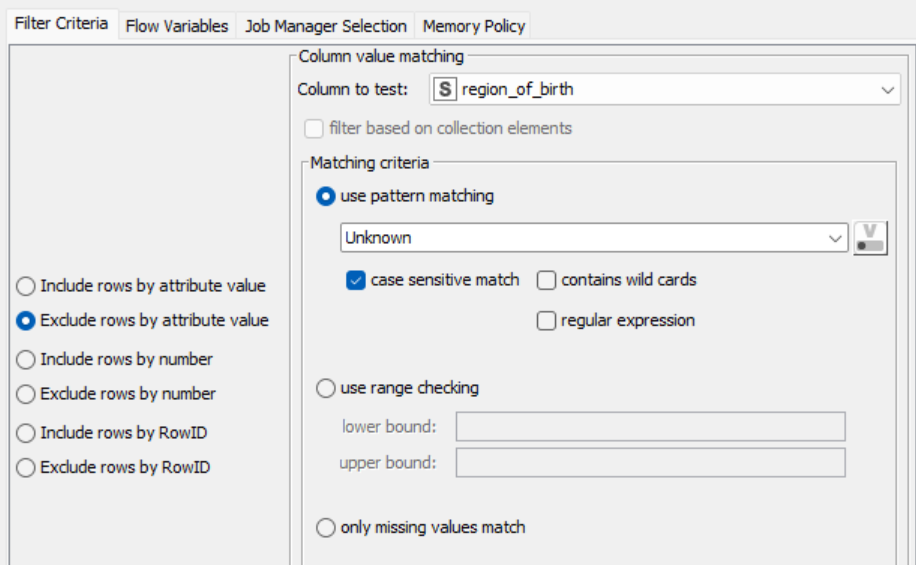 Filter Criteria Flow Variables Job Manager Selection Memory Policy
Column value matching
Column to test: S region_of_birth
filter based on collection elements
Matching criteria
use pattern matching
Unknown V
case sensitive match contains wild cards
regular expression
use range checking
lower bound:
upper bound:
only missing values match
Include rows by attribute value
Exclude rows by attribute value
Include rows by number
Exclude rows by number
Include rows by RowID
Exclude rows by RowID